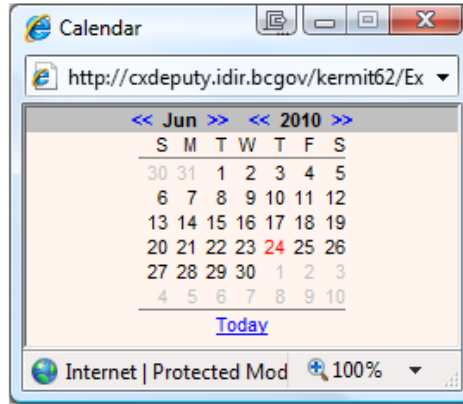 Calendar
http://cxdeputy.idir.bcgov/kermit62/Ex
<< Jun >> << 2010 >>
S M T W T F S
30 31 1 2 3 4 5
6 7 8 9 10 11 12
13 14 15 16 17 18 19
20 21 22 23 24 25 26
27 28 29 30 1 2 3
4 5 6 7 8 9 10
Today
Internet | Protected Mod 100%